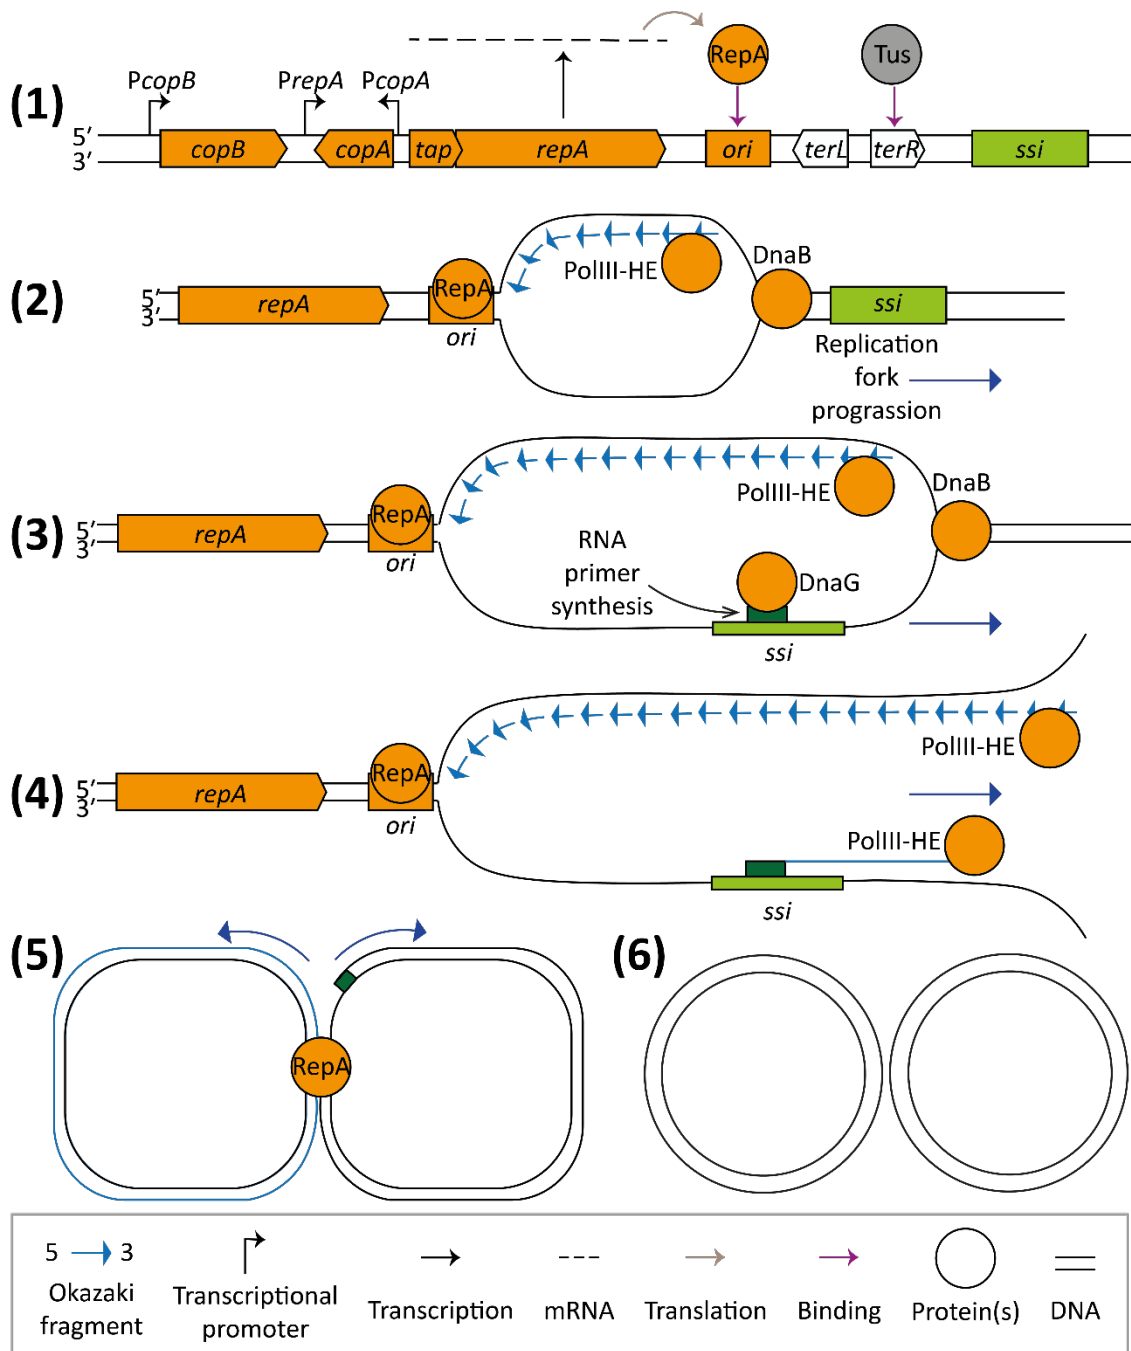 (1)
PcopB
PrepA
PcopA
RepA
Tus
5′
3′
copB
copA
tap
repA
ori
terL
terR
ssi
(2)
PolIII-HE
DnaB
RepA
5′
3′
repA
ori
ssi
Replication
fork
prograssion
(3)
PolIII-HE
DnaB
RepA
5′
3′
repA
ori
RNA
primer
synthesis
DnaG
ssi
(4)
PolIII-HE
RepA
5′
3′
repA
ori
PolIII-HE
ssi
(5)
RepA
(6)
5 3
Okazaki
fragment
Transcriptional
promoter
Transcription
mRNA
Translation
Binding
Protein(s)
DNA